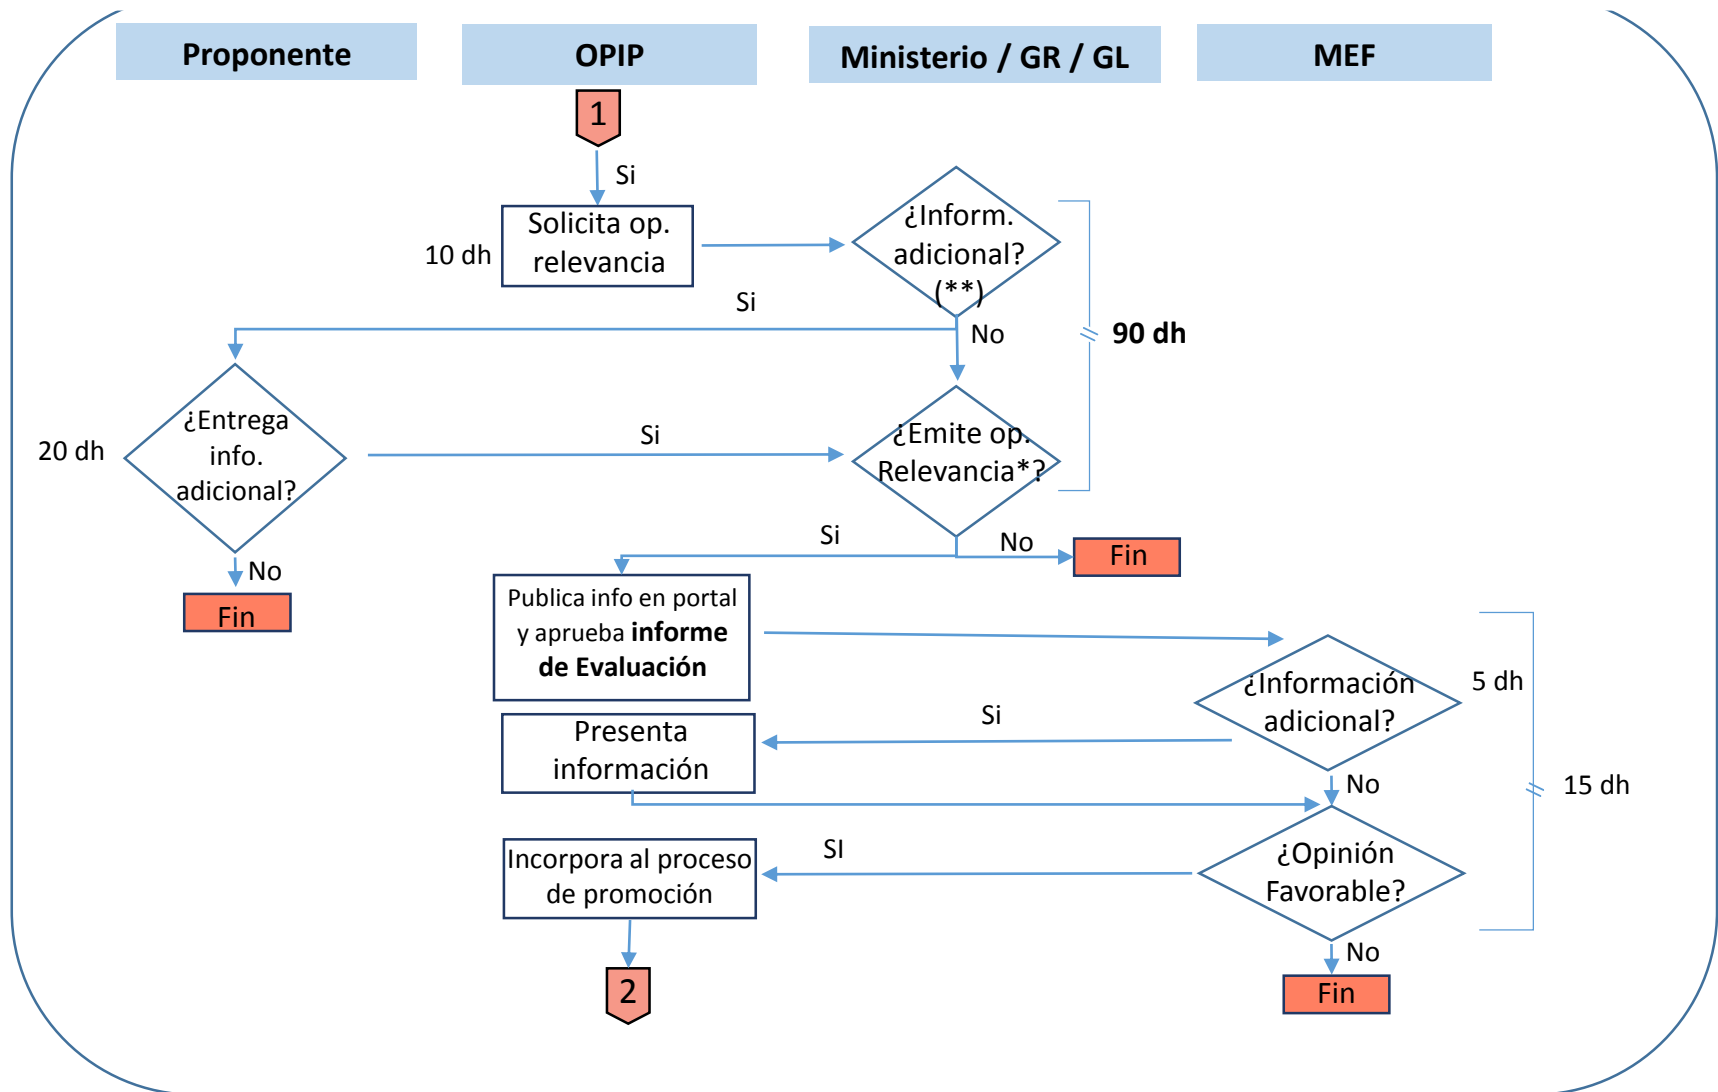 Proponente
OPIP
Ministerio / GR / GL
MEF
1
Si
Solicita op.
relevancia
10 dh
¿Inform.
adicional?
(**)
Si
No
90 dh
¿Entrega
info.
adicional?
20 dh
Si
¿Emite op.
Relevancia*?
Si
No
Fin
No
Fin
Publica info en portal
y aprueba informe
de Evaluación
¿Información
adicional?
5 dh
Si
Presenta
información
No
15 dh
Incorpora al proceso
de promoción
SI
¿Opinión
Favorable?
No
Fin
2